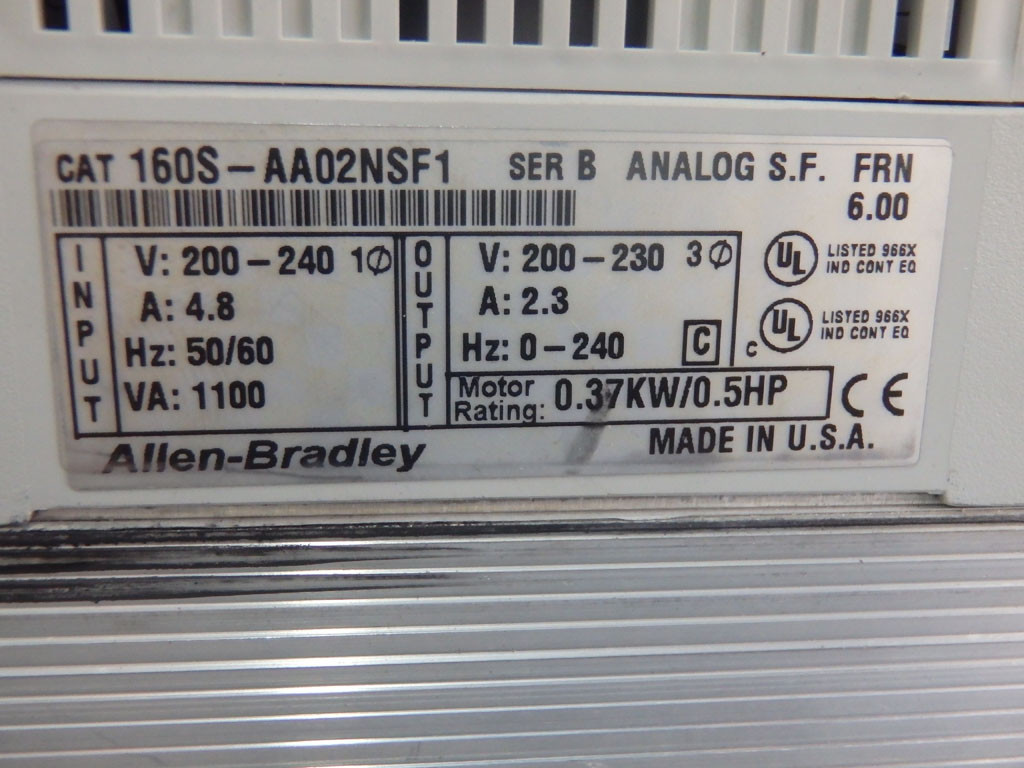 CAT 160S-AA02NSF1 SER B ANALOG S.F. FRN
6.00
INPUT
V: 200-240 1Ø
A: 4.8
Hz: 50/60
VA: 1100
OUTPUT
V: 200-230 3Ø
A: 2.3
Hz: 0-240
C
Motor
Rating: 0.37KW/0.5HP
UL LISTED 966X
IND CONT EQ
c UL LISTED 966X
IND CONT EQ
CE
Allen-Bradley
MADE IN U.S.A.